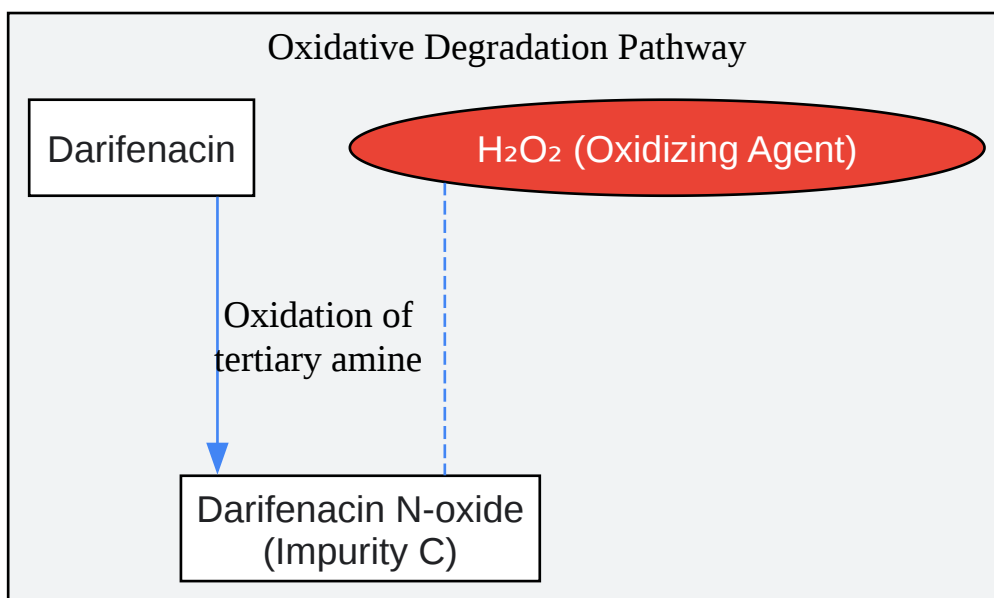 Oxidative Degradation Pathway
Darifenacin
H₂O₂ (Oxidizing Agent)
Oxidation of
tertiary amine
Darifenacin N-oxide
(Impurity C)